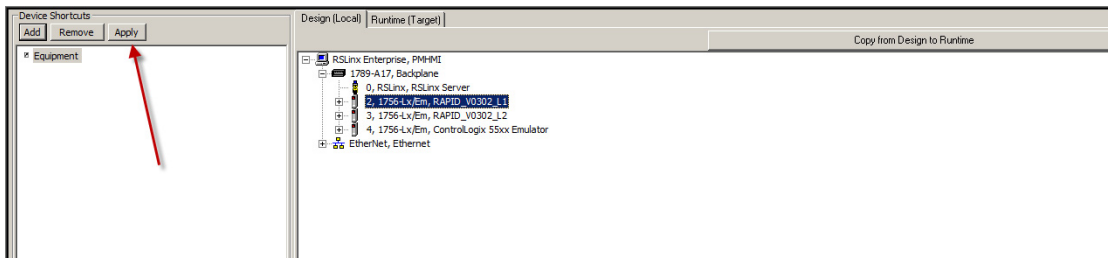 Device Shortcuts
Add Remove Apply
Equipment
Design (Local) Runtime (Target)
Copy from Design to Runtime
RSLinx Enterprise, PMHMI
1789-A17, Backplane
0, RSLinx, RSLinx Server
2, 1756-Lx/Em, RAPID_V0302_L1
3, 1756-Lx/Em, RAPID_V0302_L2
4, 1756-Lx/Em, ControlLogix 55xx Emulator
EtherNet, Ethernet